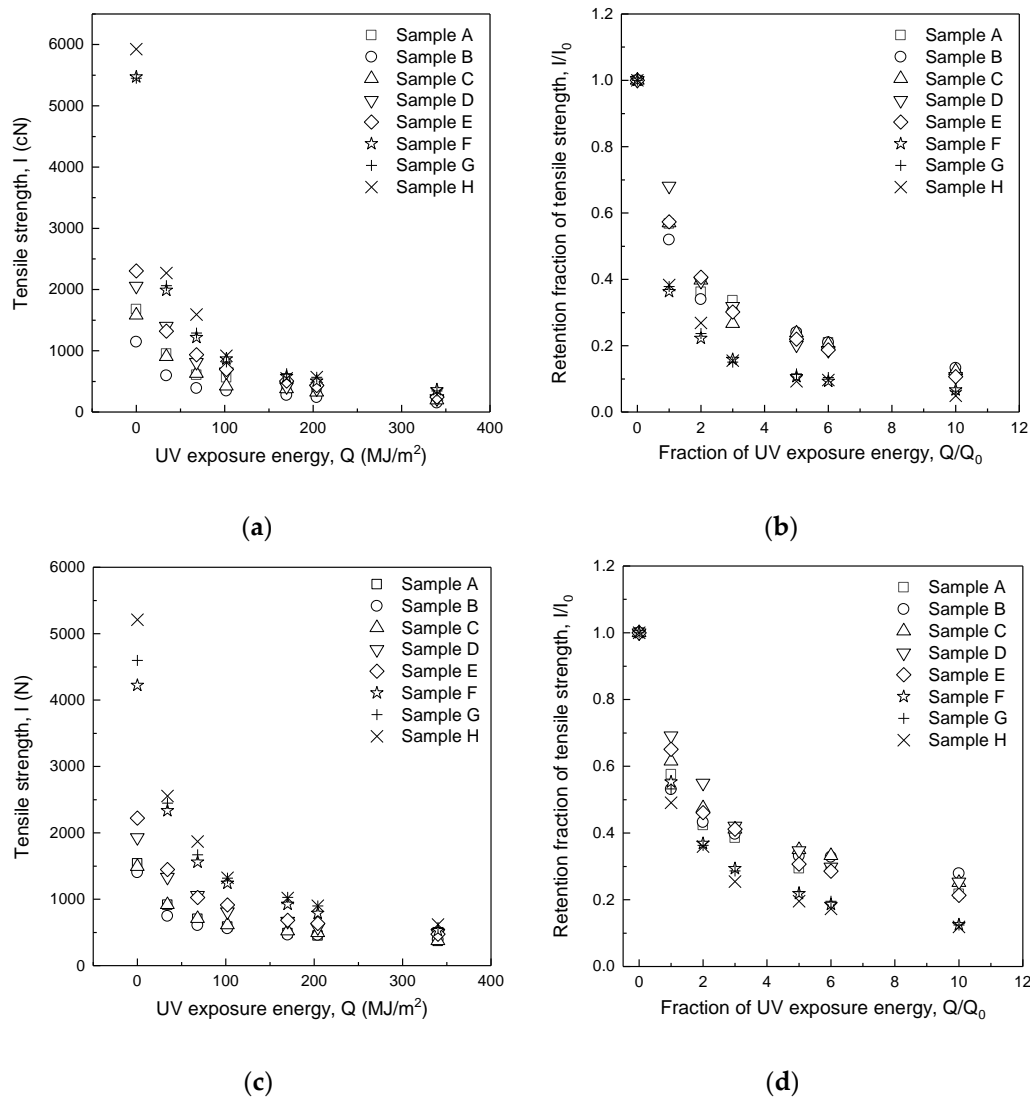 6000
5000
4000
3000
2000
1000
0
Tensile strength, I (cN)
0 100 200 300 400
UV exposure energy, Q (MJ/m²)
Sample A
Sample B
Sample C
Sample D
Sample E
Sample F
Sample G
Sample H
(a)
1.2
1.0
0.8
0.6
0.4
0.2
0.0
Retention fraction of tensile strength, I/I₀
0 2 4 6 8 10 12
Fraction of UV exposure energy, Q/Q₀
Sample A
Sample B
Sample C
Sample D
Sample E
Sample F
Sample G
Sample H
(b)
6000
5000
4000
3000
2000
1000
0
Tensile strength, I (N)
0 100 200 300 400
UV exposure energy, Q (MJ/m²)
Sample A
Sample B
Sample C
Sample D
Sample E
Sample F
Sample G
Sample H
(c)
1.2
1.0
0.8
0.6
0.4
0.2
0.0
Retention fraction of tensile strength, I/I₀
0 2 4 6 8 10 12
Fraction of UV exposure energy, Q/Q₀
Sample A
Sample B
Sample C
Sample D
Sample E
Sample F
Sample G
Sample H
(d)